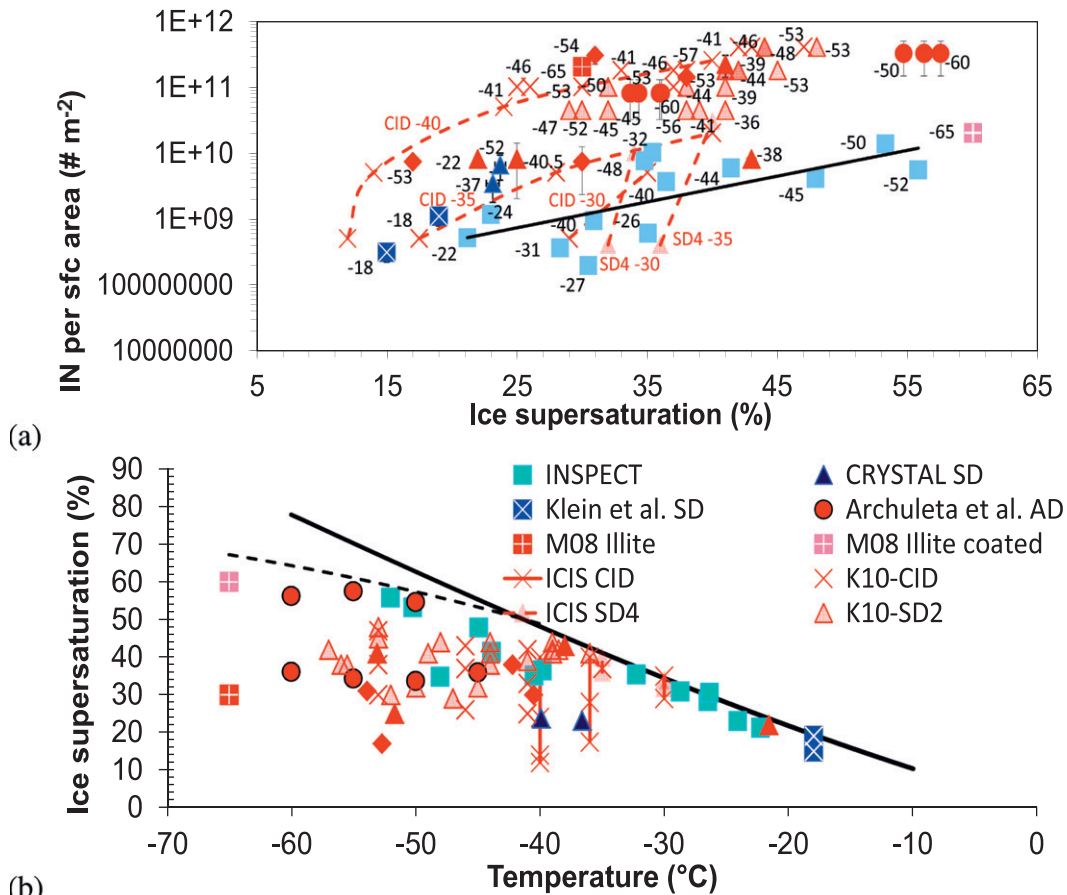 1E+12
1E+11
1E+10
1E+09
100000000
10000000
IN per sfc area (# m-2)
5 15 25 35 45 55 65
Ice supersaturation (%)
(a)
-54 -41 -46 -57 -41 -46 -53
-46 -65 -50 -53 -53 -39 -48 -53
-41 -53 -44 -44 -53 -50 -60
CID -40
-47 -52 -45 -45 -60 -56 -44 -41 -39 -36
-53 -22 -52 -40.5 -48 -32 -38 -50 -65
-37 CID -35 CID -30 -40 -44 -45 -52
-18 -24 -40 -26
-18 -22 -31 -27 SD4 -30 SD4 -35
90
80
70
60
50
40
30
20
10
0
Ice supersaturation (%)
INSPECT CRYSTAL SD
Klein et al. SD Archuleta et al. AD
M08 Illite M08 Illite coated
ICIS CID K10-CID
ICIS SD4 K10-SD2
-70 -60 -50 -40 -30 -20 -10 0
Temperature (°C)
(b)